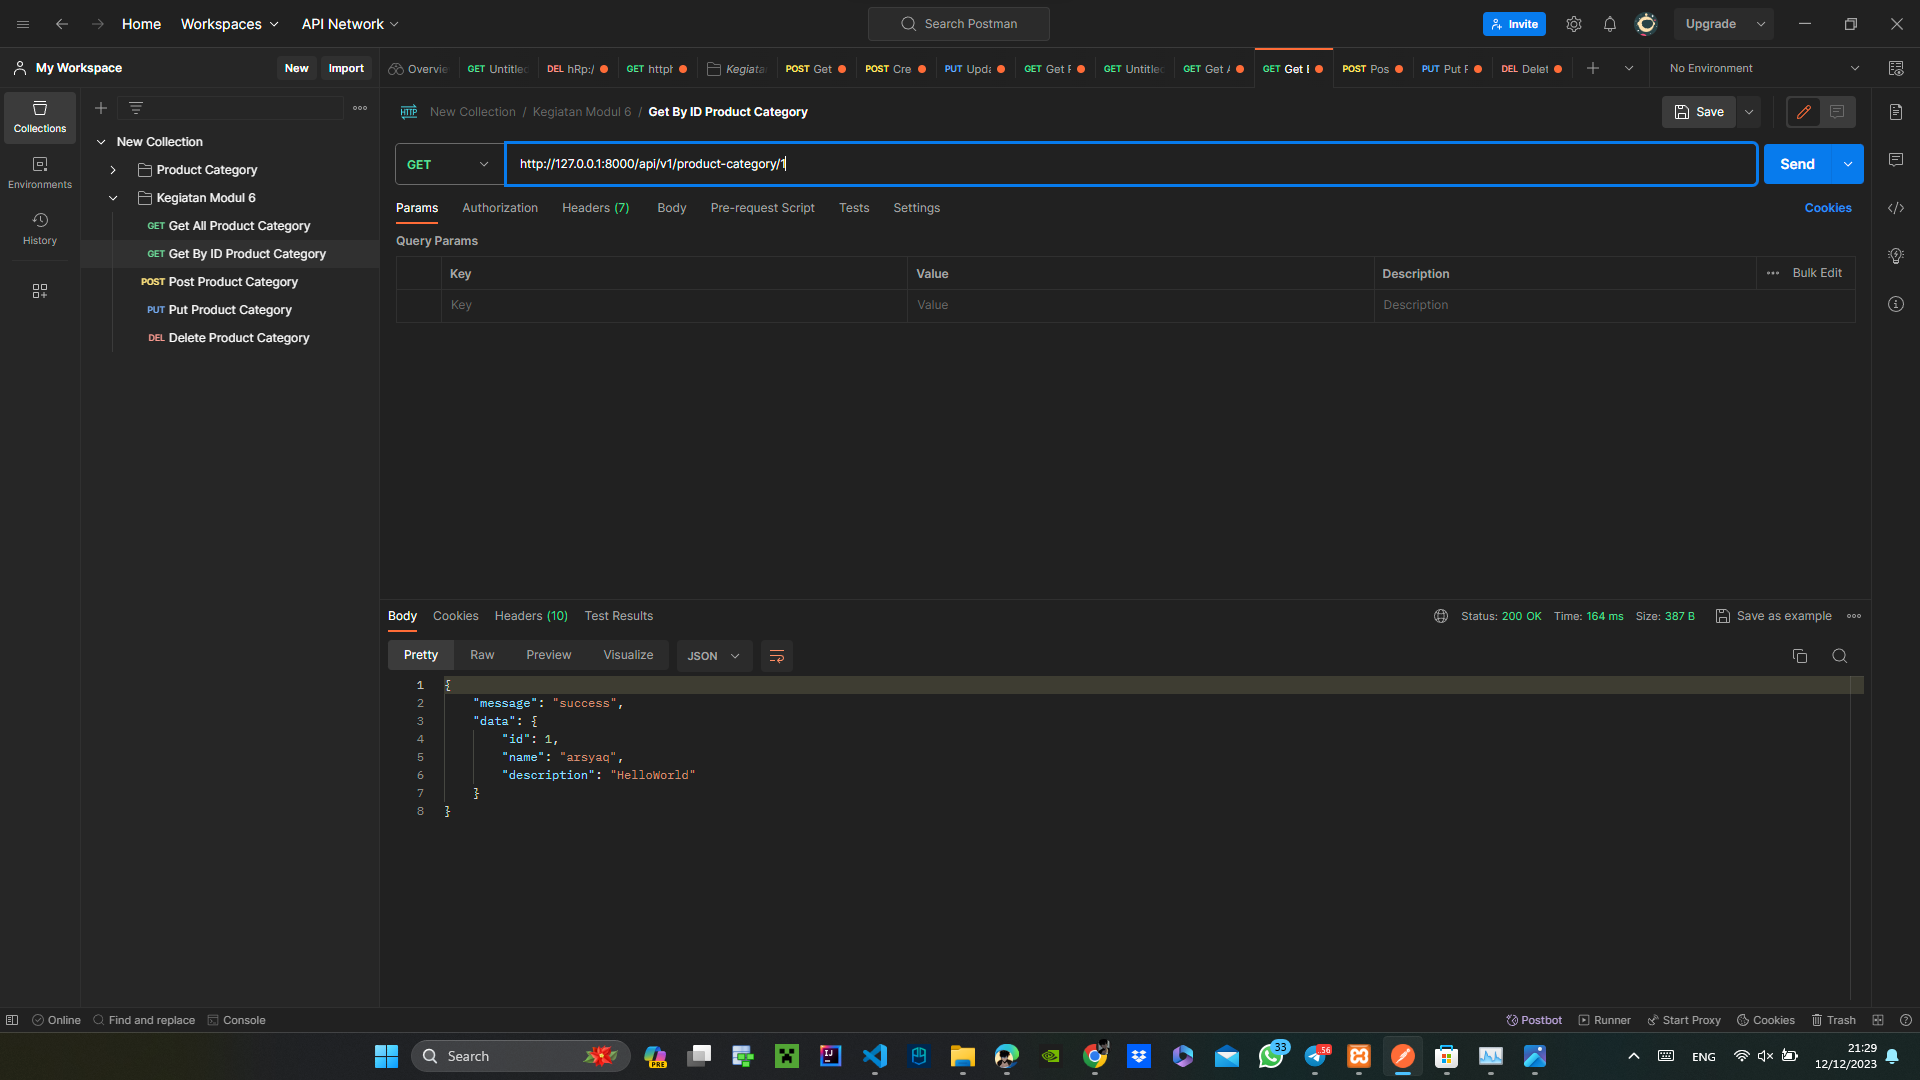 Home Workspaces API Network Search Postman Invite Upgrade
My Workspace New Import Overvie GET Untitle DEL hRp:/ GET httpl Kegiata POST Get POST Cre PUT Upda GET Get F GET Untitle GET Get A GET Get E POST Pos PUT Put F DEL Delet No Environment
Collections
Environments
History
New Collection
Product Category
Kegiatan Modul 6
GET Get All Product Category
GET Get By ID Product Category
POST Post Product Category
PUT Put Product Category
DEL Delete Product Category
HTTP New Collection / Kegiatan Modul 6 / Get By ID Product Category Save
GET http://127.0.0.1:8000/api/v1/product-category/1 Send
Params Authorization Headers (7) Body Pre-request Script Tests Settings Cookies
Query Params
Key Value Description Bulk Edit
Key Value Description
Body Cookies Headers (10) Test Results Status: 200 OK Time: 164 ms Size: 387 B Save as example
Pretty Raw Preview Visualize JSON
1 {
2 "message": "success",
3 "data": {
4 "id": 1,
5 "name": "arsyaq",
6 "description": "HelloWorld"
7 }
8 }
Online Find and replace Console Postbot Runner Start Proxy Cookies Trash
Search PRE 33 .56 ENG 21:29
12/12/2023